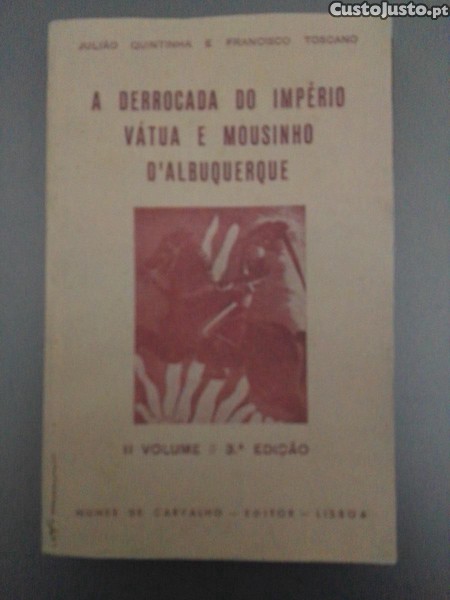 CustoJusto.pt
JULIÃO QUINTINHA E FRANCISCO TOSCANO
A DERROCADA DO IMPÉRIO
VÁTUA E MOUSINHO
D'ALBUQUERQUE
II VOLUME 3.ª EDIÇÃO
NUNES DE CARVALHO — EDITOR — LISBOA